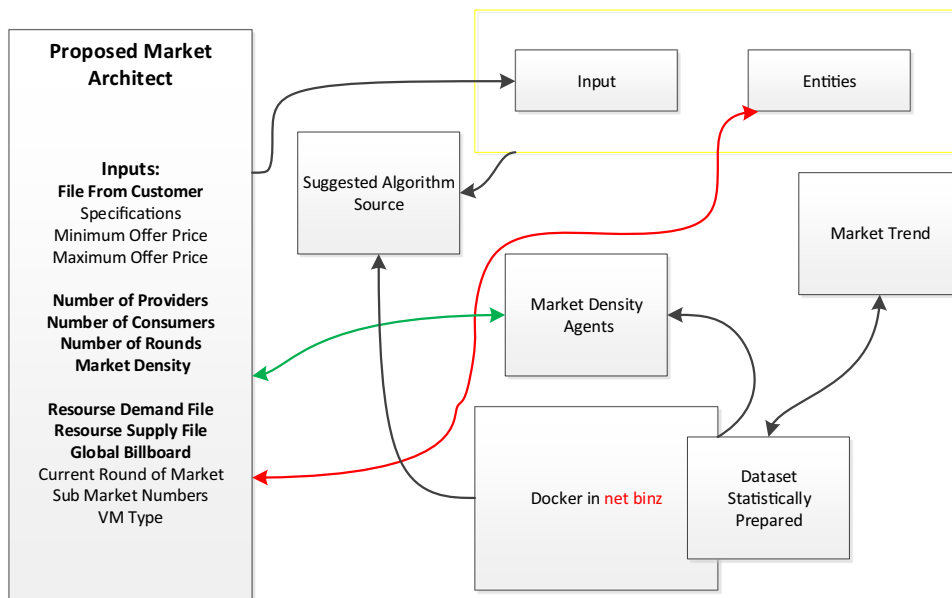 Proposed Market
Architect
Inputs:
File From Customer
Specifications
Minimum Offer Price
Maximum Offer Price
Number of Providers
Number of Consumers
Number of Rounds
Market Density
Resourse Demand File
Resourse Supply File
Global Billboard
Current Round of Market
Sub Market Numbers
VM Type
Input
Entities
Suggested Algorithm
Source
Market Trend
Market Density
Agents
Docker in net binz
Dataset
Statistically
Prepared